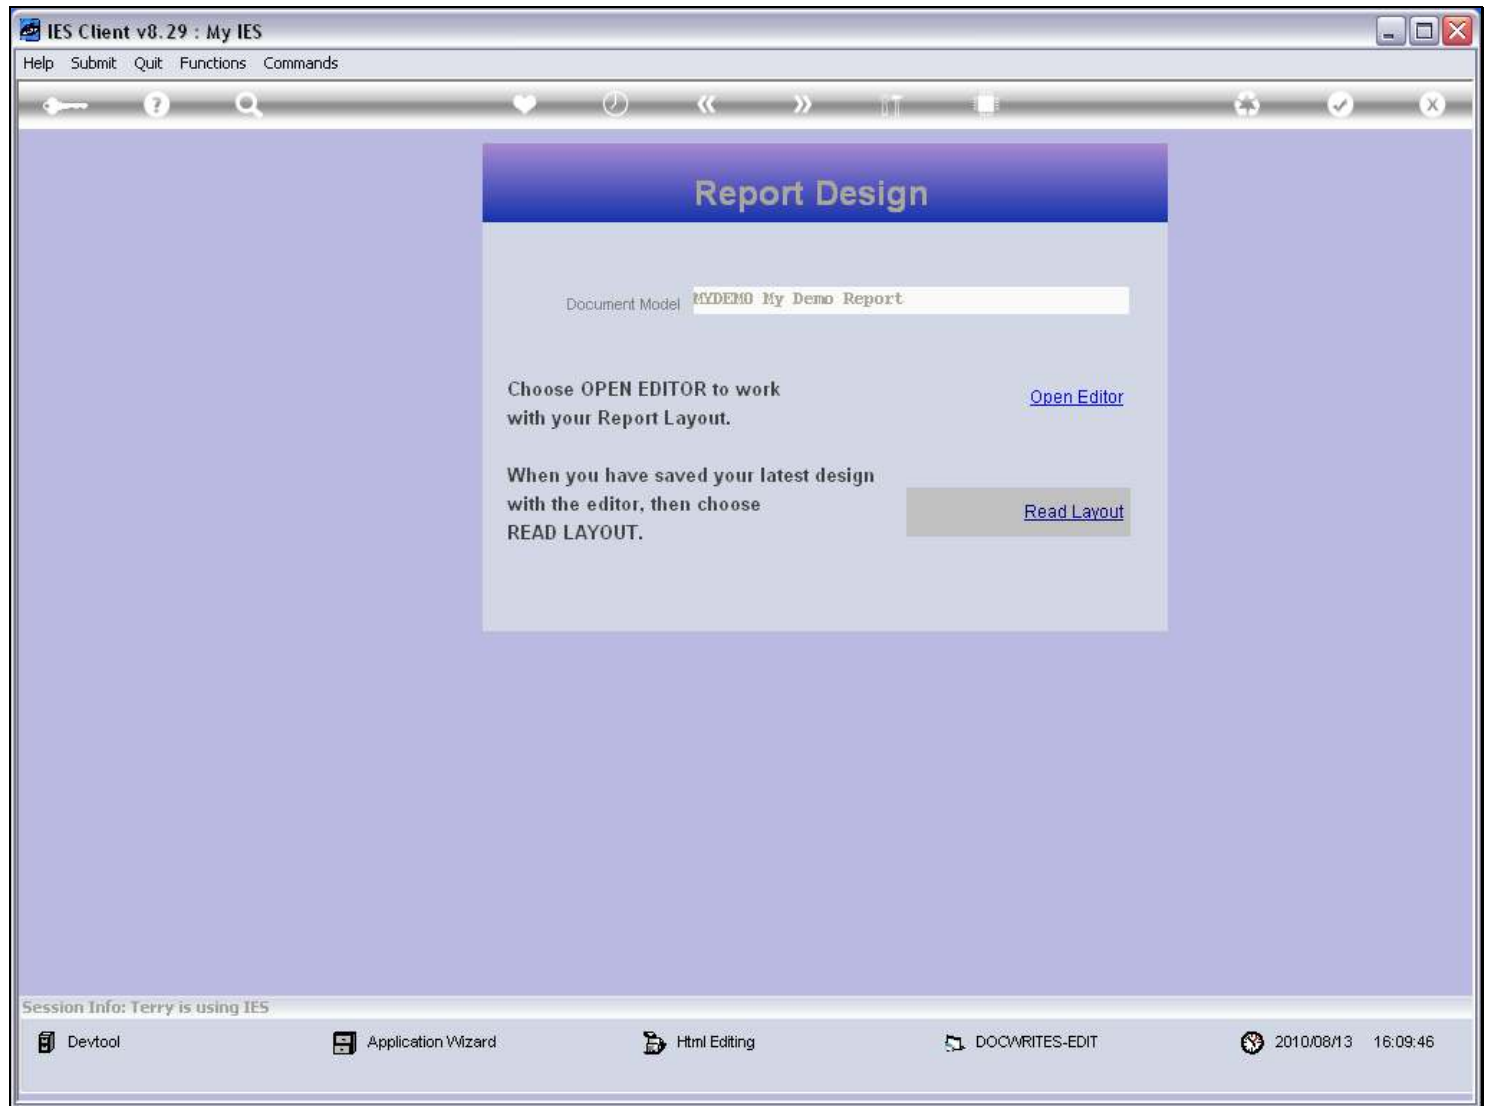 IES Client v8.29 : My IES
Help Submit Quit Functions Commands
Report Design
Document Model MYDEMO My Demo Report
Choose OPEN EDITOR to work
with your Report Layout.
Open Editor
When you have saved your latest design
with the editor, then choose
READ LAYOUT.
Read Layout
Session Info: Terry is using IES
Devtool Application Wizard Html Editing DOCWRITES-EDIT 2010/08/13 16:09:46